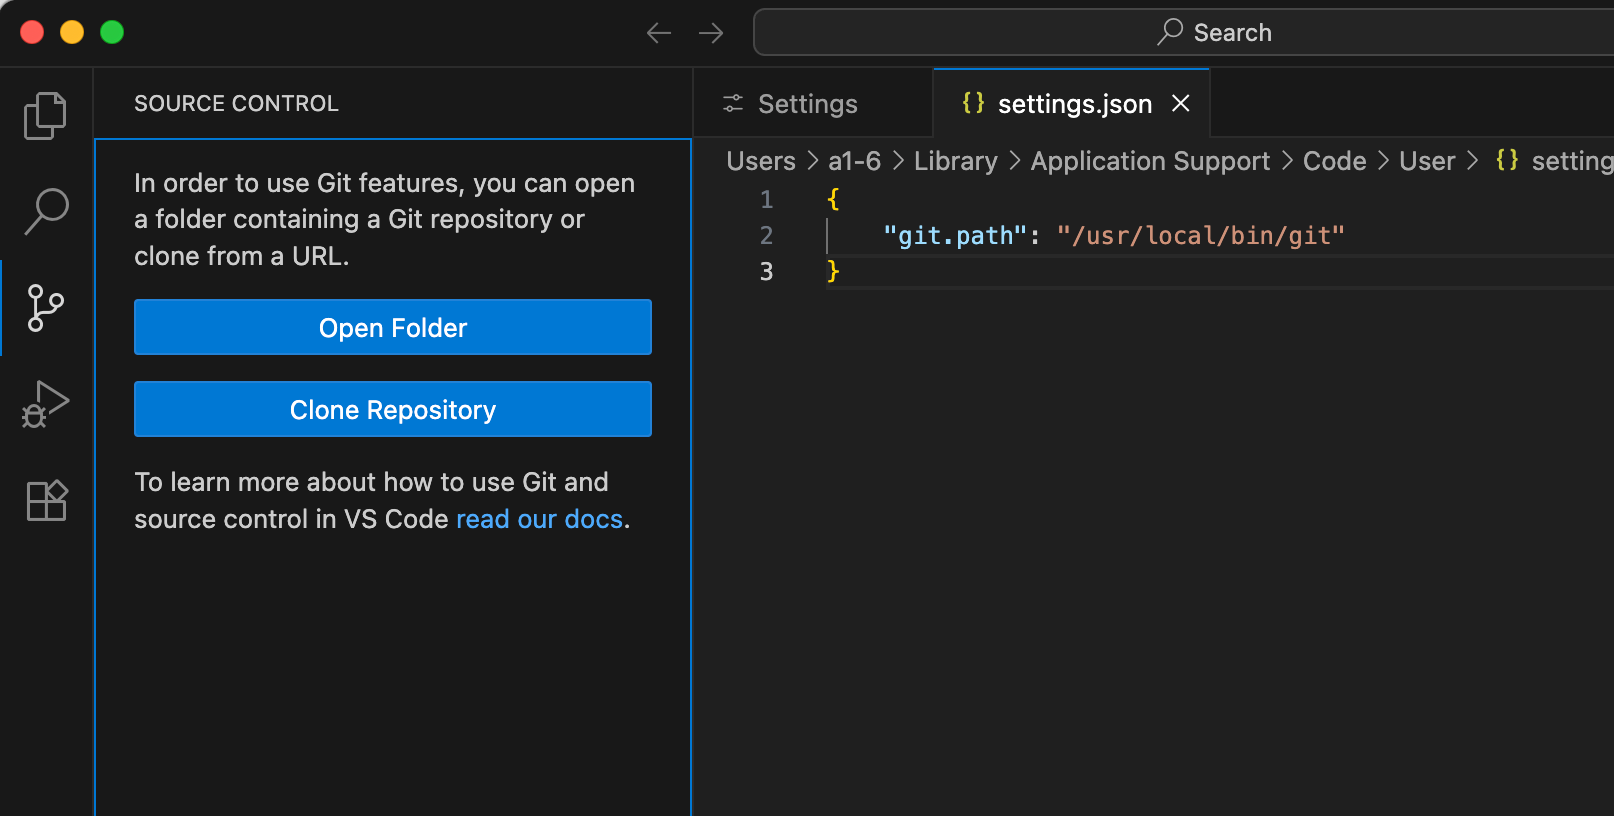 Search
SOURCE CONTROL
Settings
{} settings.json
In order to use Git features, you can open
a folder containing a Git repository or
clone from a URL.
Open Folder
Clone Repository
To learn more about how to use Git and
source control in VS Code read our docs.
Users > a1-6 > Library > Application Support > Code > User > {} setting
1 {
2 "git.path": "/usr/local/bin/git"
3 }